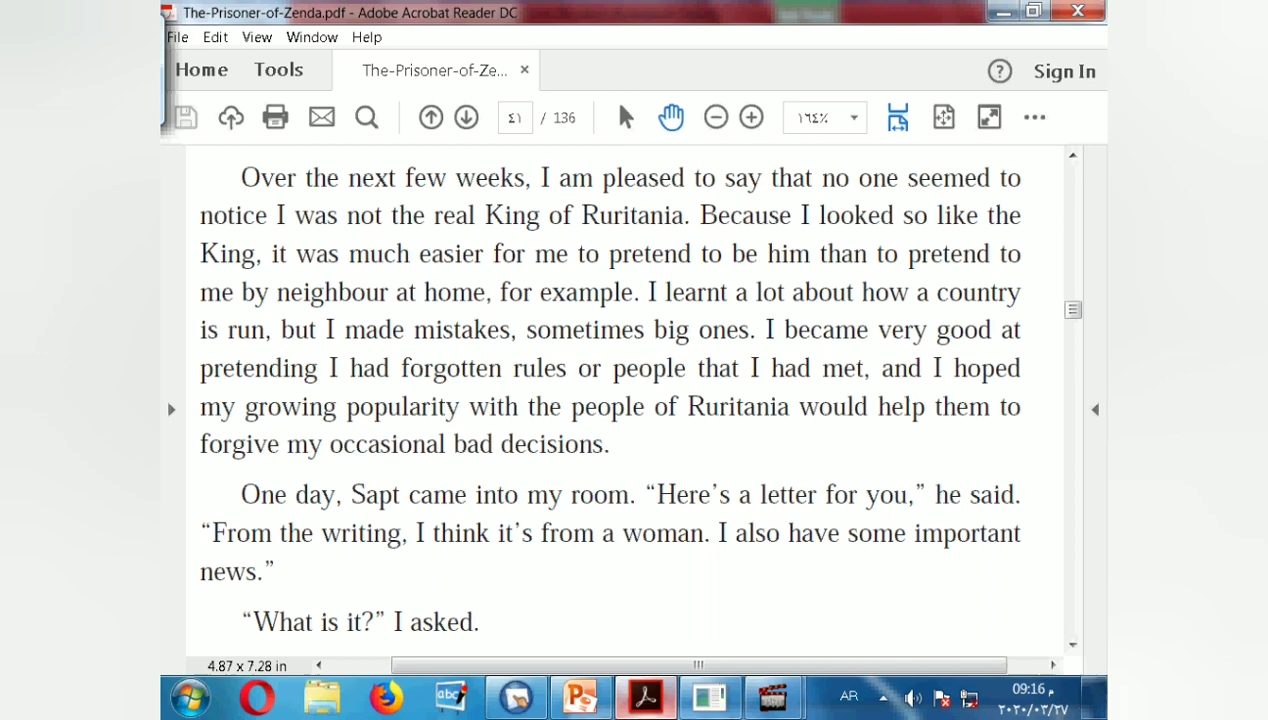 The-Prisoner-of-Zenda.pdf - Adobe Acrobat Reader DC
File Edit View Window Help
Home Tools The-Prisoner-of-Ze... × ? Sign In
٤١ / 136 ١٦٤٪
Over the next few weeks, I am pleased to say that no one seemed to
notice I was not the real King of Ruritania. Because I looked so like the
King, it was much easier for me to pretend to be him than to pretend to
me by neighbour at home, for example. I learnt a lot about how a country
is run, but I made mistakes, sometimes big ones. I became very good at
pretending I had forgotten rules or people that I had met, and I hoped
my growing popularity with the people of Ruritania would help them to
forgive my occasional bad decisions.
One day, Sapt came into my room. “Here’s a letter for you,” he said.
“From the writing, I think it’s from a woman. I also have some important
news.”
“What is it?” I asked.
4.87 x 7.28 in
abc AR 09:16 م
٢٠٢٠/٠٣/٢٧